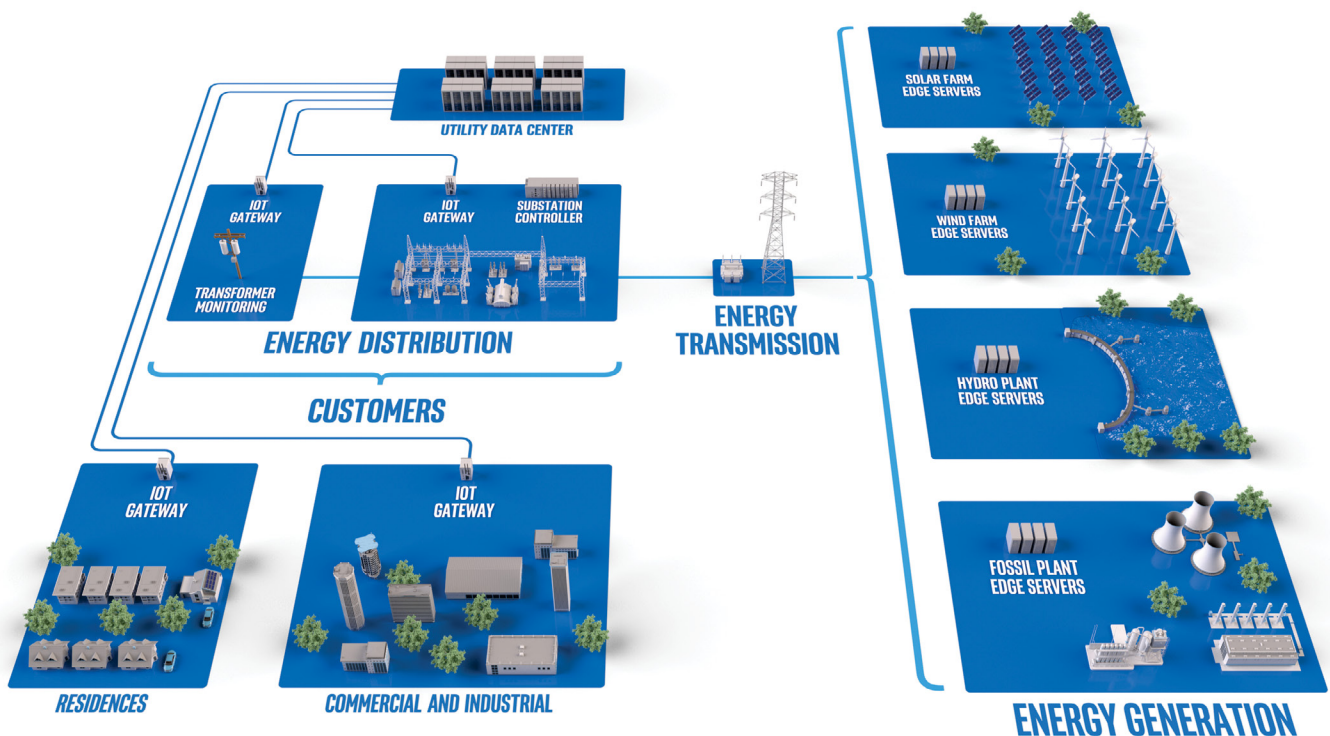 UTILITY DATA CENTER
IOT
GATEWAY
TRANSFORMER
MONITORING
IOT
GATEWAY
SUBSTATION
CONTROLLER
ENERGY DISTRIBUTION
CUSTOMERS
IOT
GATEWAY
RESIDENCES
IOT
GATEWAY
COMMERCIAL AND INDUSTRIAL
ENERGY
TRANSMISSION
SOLAR FARM
EDGE SERVERS
WIND FARM
EDGE SERVERS
HYDRO PLANT
EDGE SERVERS
FOSSIL PLANT
EDGE SERVERS
ENERGY GENERATION